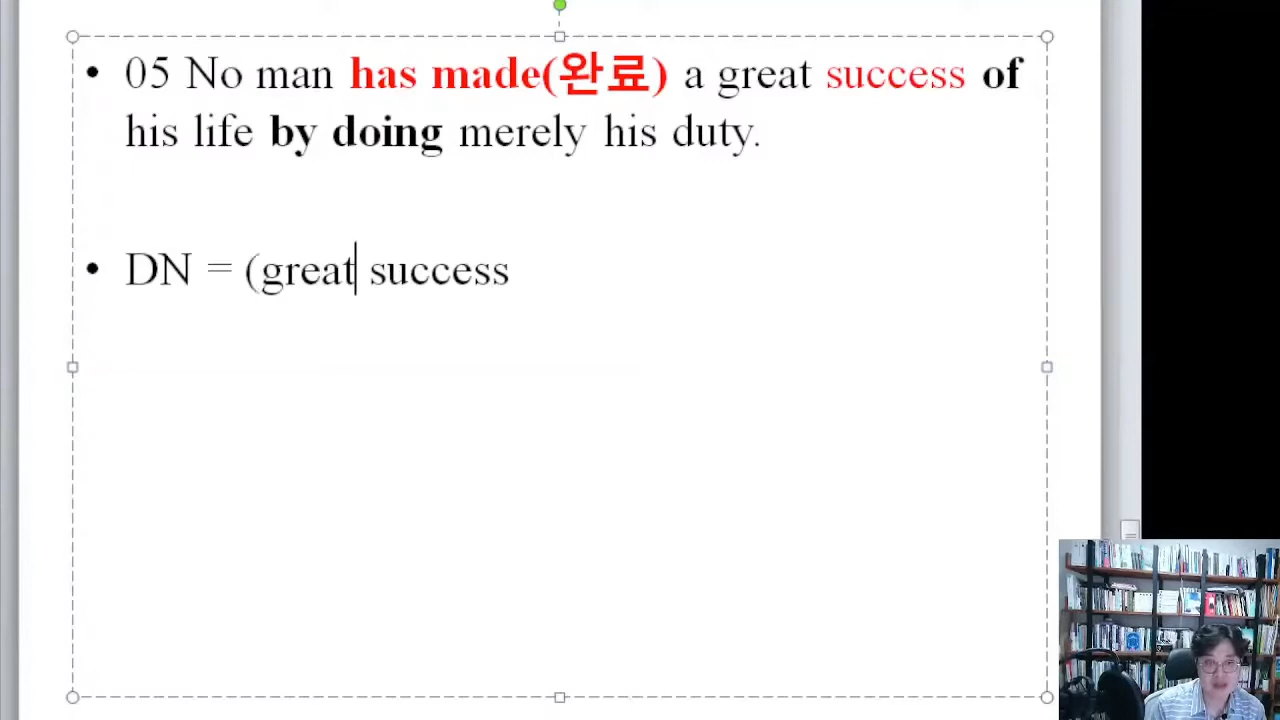 • 05 No man has made(완료) a great success of
his life by doing merely his duty.
• DN = (great success